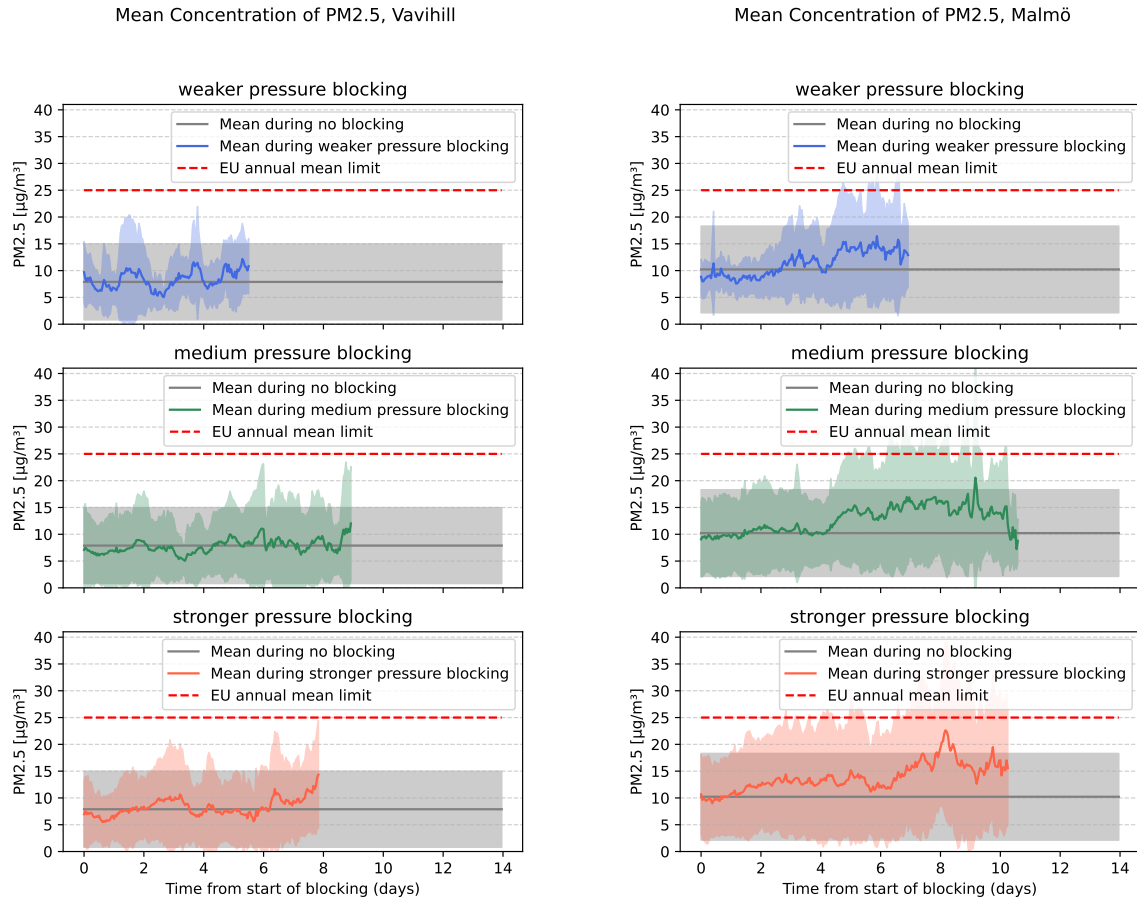 Mean Concentration of PM2.5, Vavihill
weaker pressure blocking
40
35
30
25
20
15
10
5
0
PM2.5 [µg/m³]
Mean during no blocking
Mean during weaker pressure blocking
EU annual mean limit
medium pressure blocking
40
35
30
25
20
15
10
5
0
PM2.5 [µg/m³]
Mean during no blocking
Mean during medium pressure blocking
EU annual mean limit
stronger pressure blocking
40
35
30
25
20
15
10
5
0
PM2.5 [µg/m³]
Mean during no blocking
Mean during stronger pressure blocking
EU annual mean limit
0 2 4 6 8 10 12 14
Time from start of blocking (days)
Mean Concentration of PM2.5, Malmö
weaker pressure blocking
40
35
30
25
20
15
10
5
0
PM2.5 [µg/m³]
Mean during no blocking
Mean during weaker pressure blocking
EU annual mean limit
medium pressure blocking
40
35
30
25
20
15
10
5
0
PM2.5 [µg/m³]
Mean during no blocking
Mean during medium pressure blocking
EU annual mean limit
stronger pressure blocking
40
35
30
25
20
15
10
5
0
PM2.5 [µg/m³]
Mean during no blocking
Mean during stronger pressure blocking
EU annual mean limit
0 2 4 6 8 10 12 14
Time from start of blocking (days)